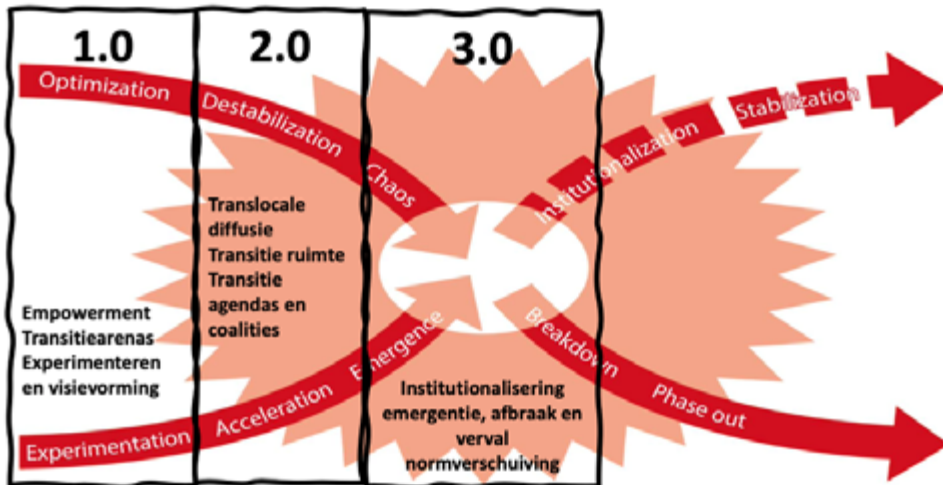 1.0
2.0
3.0
Optimization
Destabilization
Chaos
Institutionalization
Stabilization
Translocale
diffusie
Transitie ruimte
Transitie
agendas en
coalities
Empowerment
Transitiearenas
Experimenteren
en visievorming
Experimentation
Acceleration
Emergence
Breakdown
Phase out
Institutionalisering
emergentie, afbraak en
verval
normverschuiving